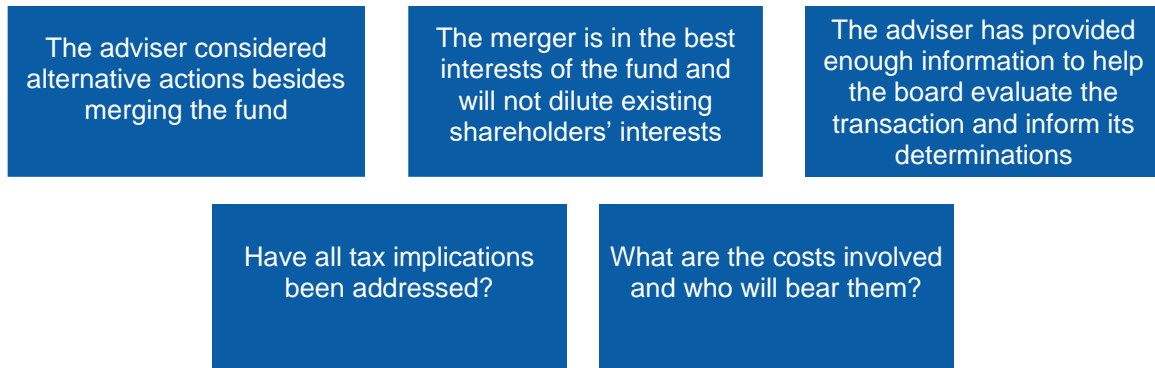 The adviser considered
alternative actions besides
merging the fund
The merger is in the best
interests of the fund and
will not dilute existing
shareholders’ interests
The adviser has provided
enough information to help
the board evaluate the
transaction and inform its
determinations
Have all tax implications
been addressed?
What are the costs involved
and who will bear them?